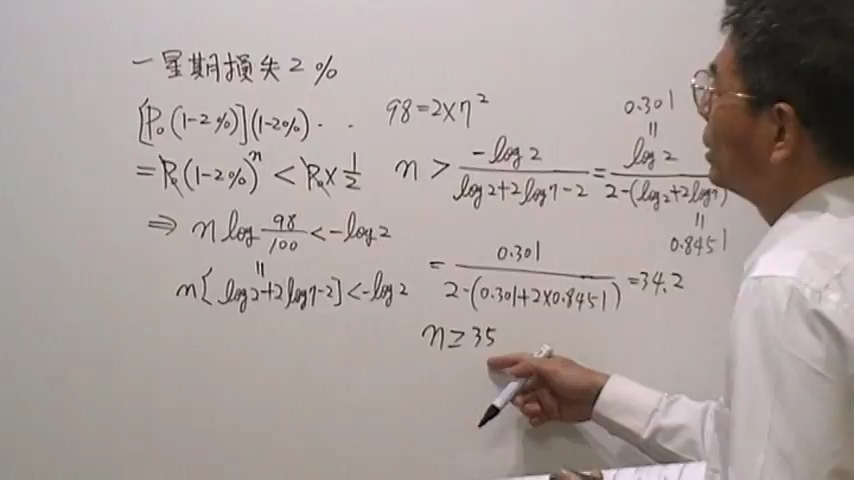 一星期損失2%
[P₀(1-2%)](1-2%)· ·
=P₀(1-2%)ⁿ < P₀×1/2
⇒ n log 98/100 < -log2
n[log2+2log7-2]<-log2
98=2×7²
n > -log2/(log2+2log7-2) = log2/(2-(log2+2log7))
0.301
0.8451
= 0.301/(2-(0.301+2×0.8451)) =34.2
n≥35